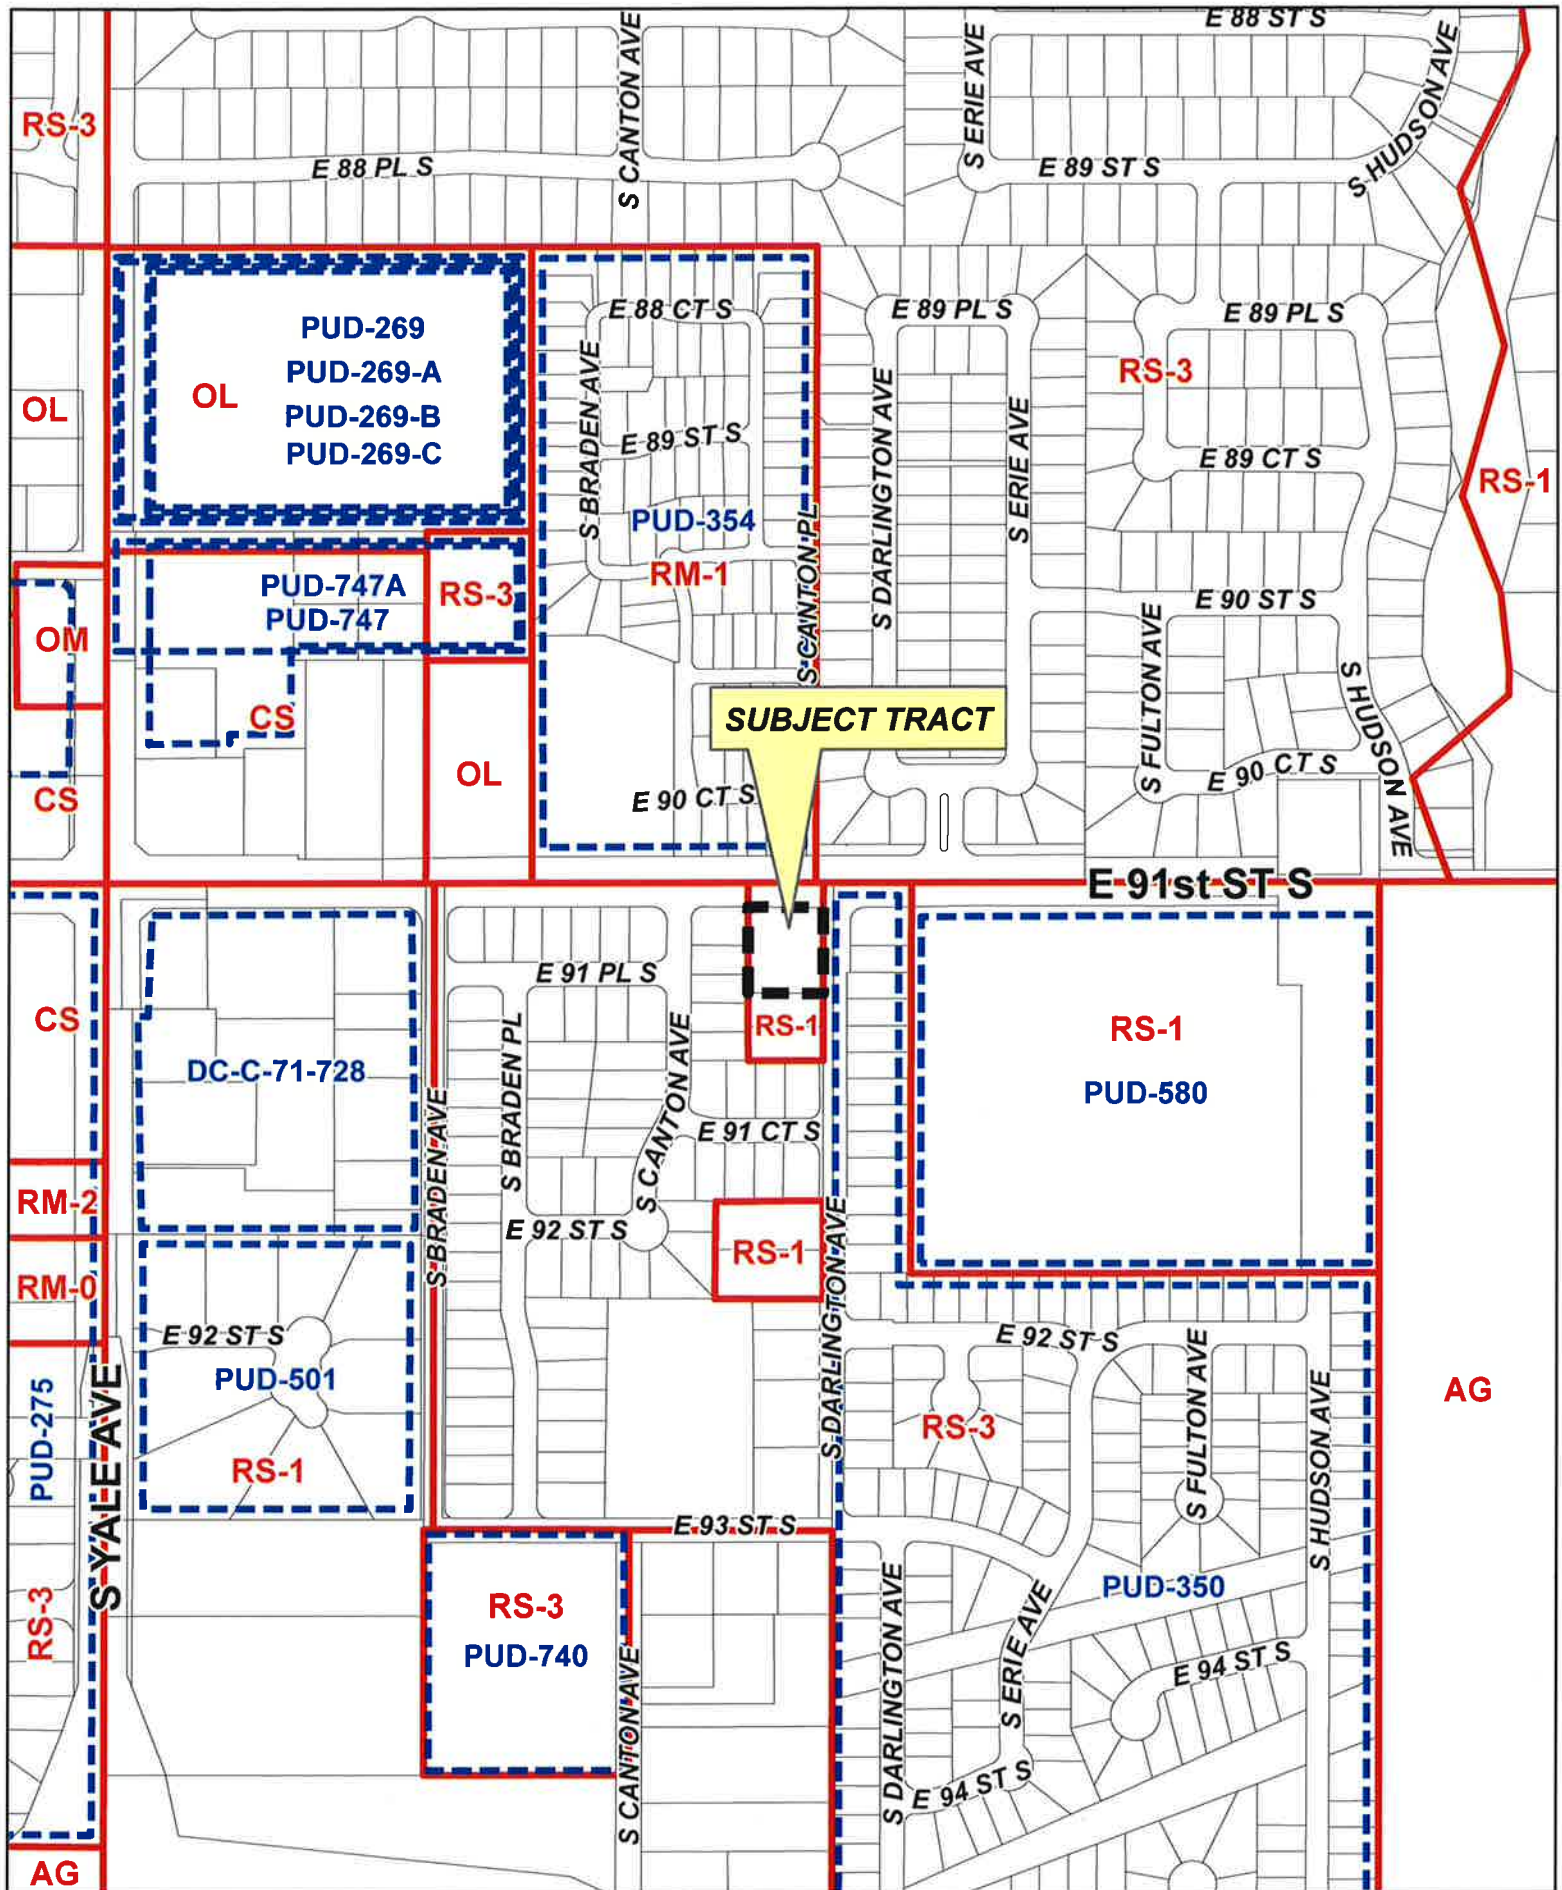 E 88 ST S
S CANTON AVE
S ERIE AVE
S HUDSON AVE
RS-3
E 88 PL S
E 89 ST S
E 88 CT S
E 89 PL S
E 89 PL S
PUD-269
PUD-269-A
PUD-269-B
PUD-269-C
OL
OL
S BRADEN AVE
E 89 ST S
PUD-354
RM-1
S CANTON PL
S DARLINGTON AVE
S ERIE AVE
RS-3
E 89 CT S
RS-1
PUD-747A
PUD-747
RS-3
OM
E 90 ST S
S FULTON AVE
S HUDSON AVE
CS
SUBJECT TRACT
OL
CS
E 90 CT S
E 90 CT S
E 91st ST S
E 91 PL S
CS
RS-1
RS-1
PUD-580
DC-C-71-728
S BRADEN AVE
S BRADEN PL
S CANTON AVE
E 91 CT S
RM-2
E 92 ST S
RS-1
S DARLINGTON AVE
RM-0
E 92 ST S
E 92 ST S
PUD-501
PUD-275
S YALE AVE
RS-1
RS-3
S FULTON AVE
S HUDSON AVE
AG
E 93 ST S
RS-3
RS-3
PUD-740
S CANTON AVE
S DARLINGTON AVE
S ERIE AVE
PUD-350
E 94 ST S
E 94 ST S
AG